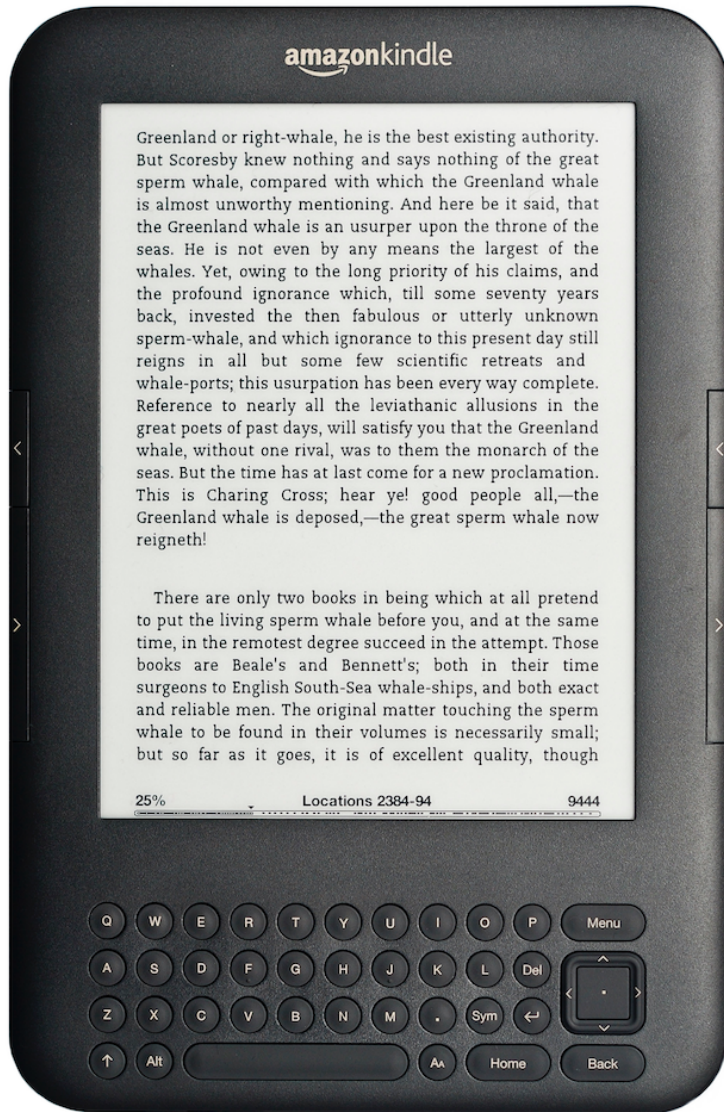 amazonkindle
Greenland or right-whale, he is the best existing authority.
But Scoresby knew nothing and says nothing of the great
sperm whale, compared with which the Greenland whale
is almost unworthy mentioning. And here be it said, that
the Greenland whale is an usurper upon the throne of the
seas. He is not even by any means the largest of the
whales. Yet, owing to the long priority of his claims, and
the profound ignorance which, till some seventy years
back, invested the then fabulous or utterly unknown
sperm-whale, and which ignorance to this present day still
reigns in all but some few scientific retreats and
whale-ports; this usurpation has been every way complete.
Reference to nearly all the leviathanic allusions in the
great poets of past days, will satisfy you that the Greenland
whale, without one rival, was to them the monarch of the
seas. But the time has at last come for a new proclamation.
This is Charing Cross; hear ye! good people all,—the
Greenland whale is deposed,—the great sperm whale now
reigneth!
There are only two books in being which at all pretend
to put the living sperm whale before you, and at the same
time, in the remotest degree succeed in the attempt. Those
books are Beale's and Bennett's; both in their time
surgeons to English South-Sea whale-ships, and both exact
and reliable men. The original matter touching the sperm
whale to be found in their volumes is necessarily small;
but so far as it goes, it is of excellent quality, though
25% Locations 2384-94 9444
Q W E R T Y U I O P Menu
A S D F G H J K L Del
Z X C V B N M . Sym ↵
↑ Alt AA Home Back